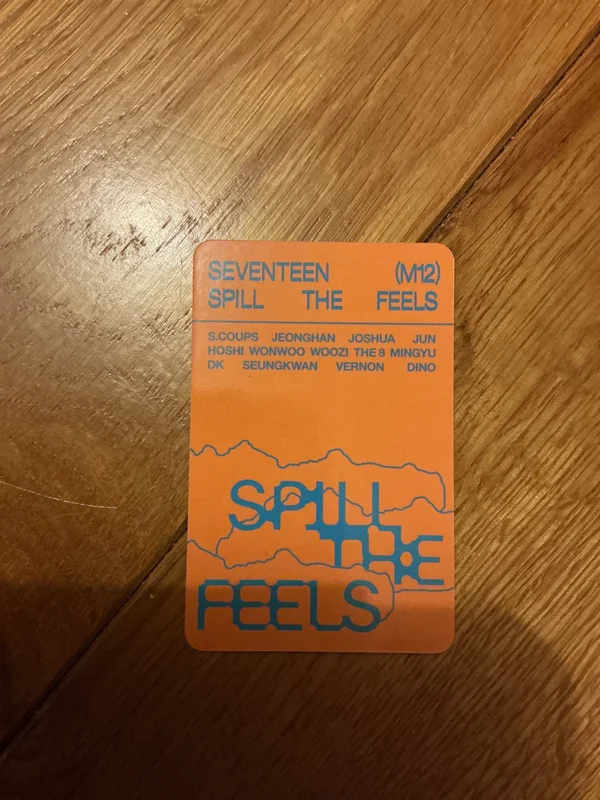 SEVENTEEN (M12)
SPILL THE FEELS
S.COUPS JEONGHAN JOSHUA JUN
HOSHI WONWOO WOOZI THE 8 MINGYU
DK SEUNGKWAN VERNON DINO
SPILL
THE
FEELS